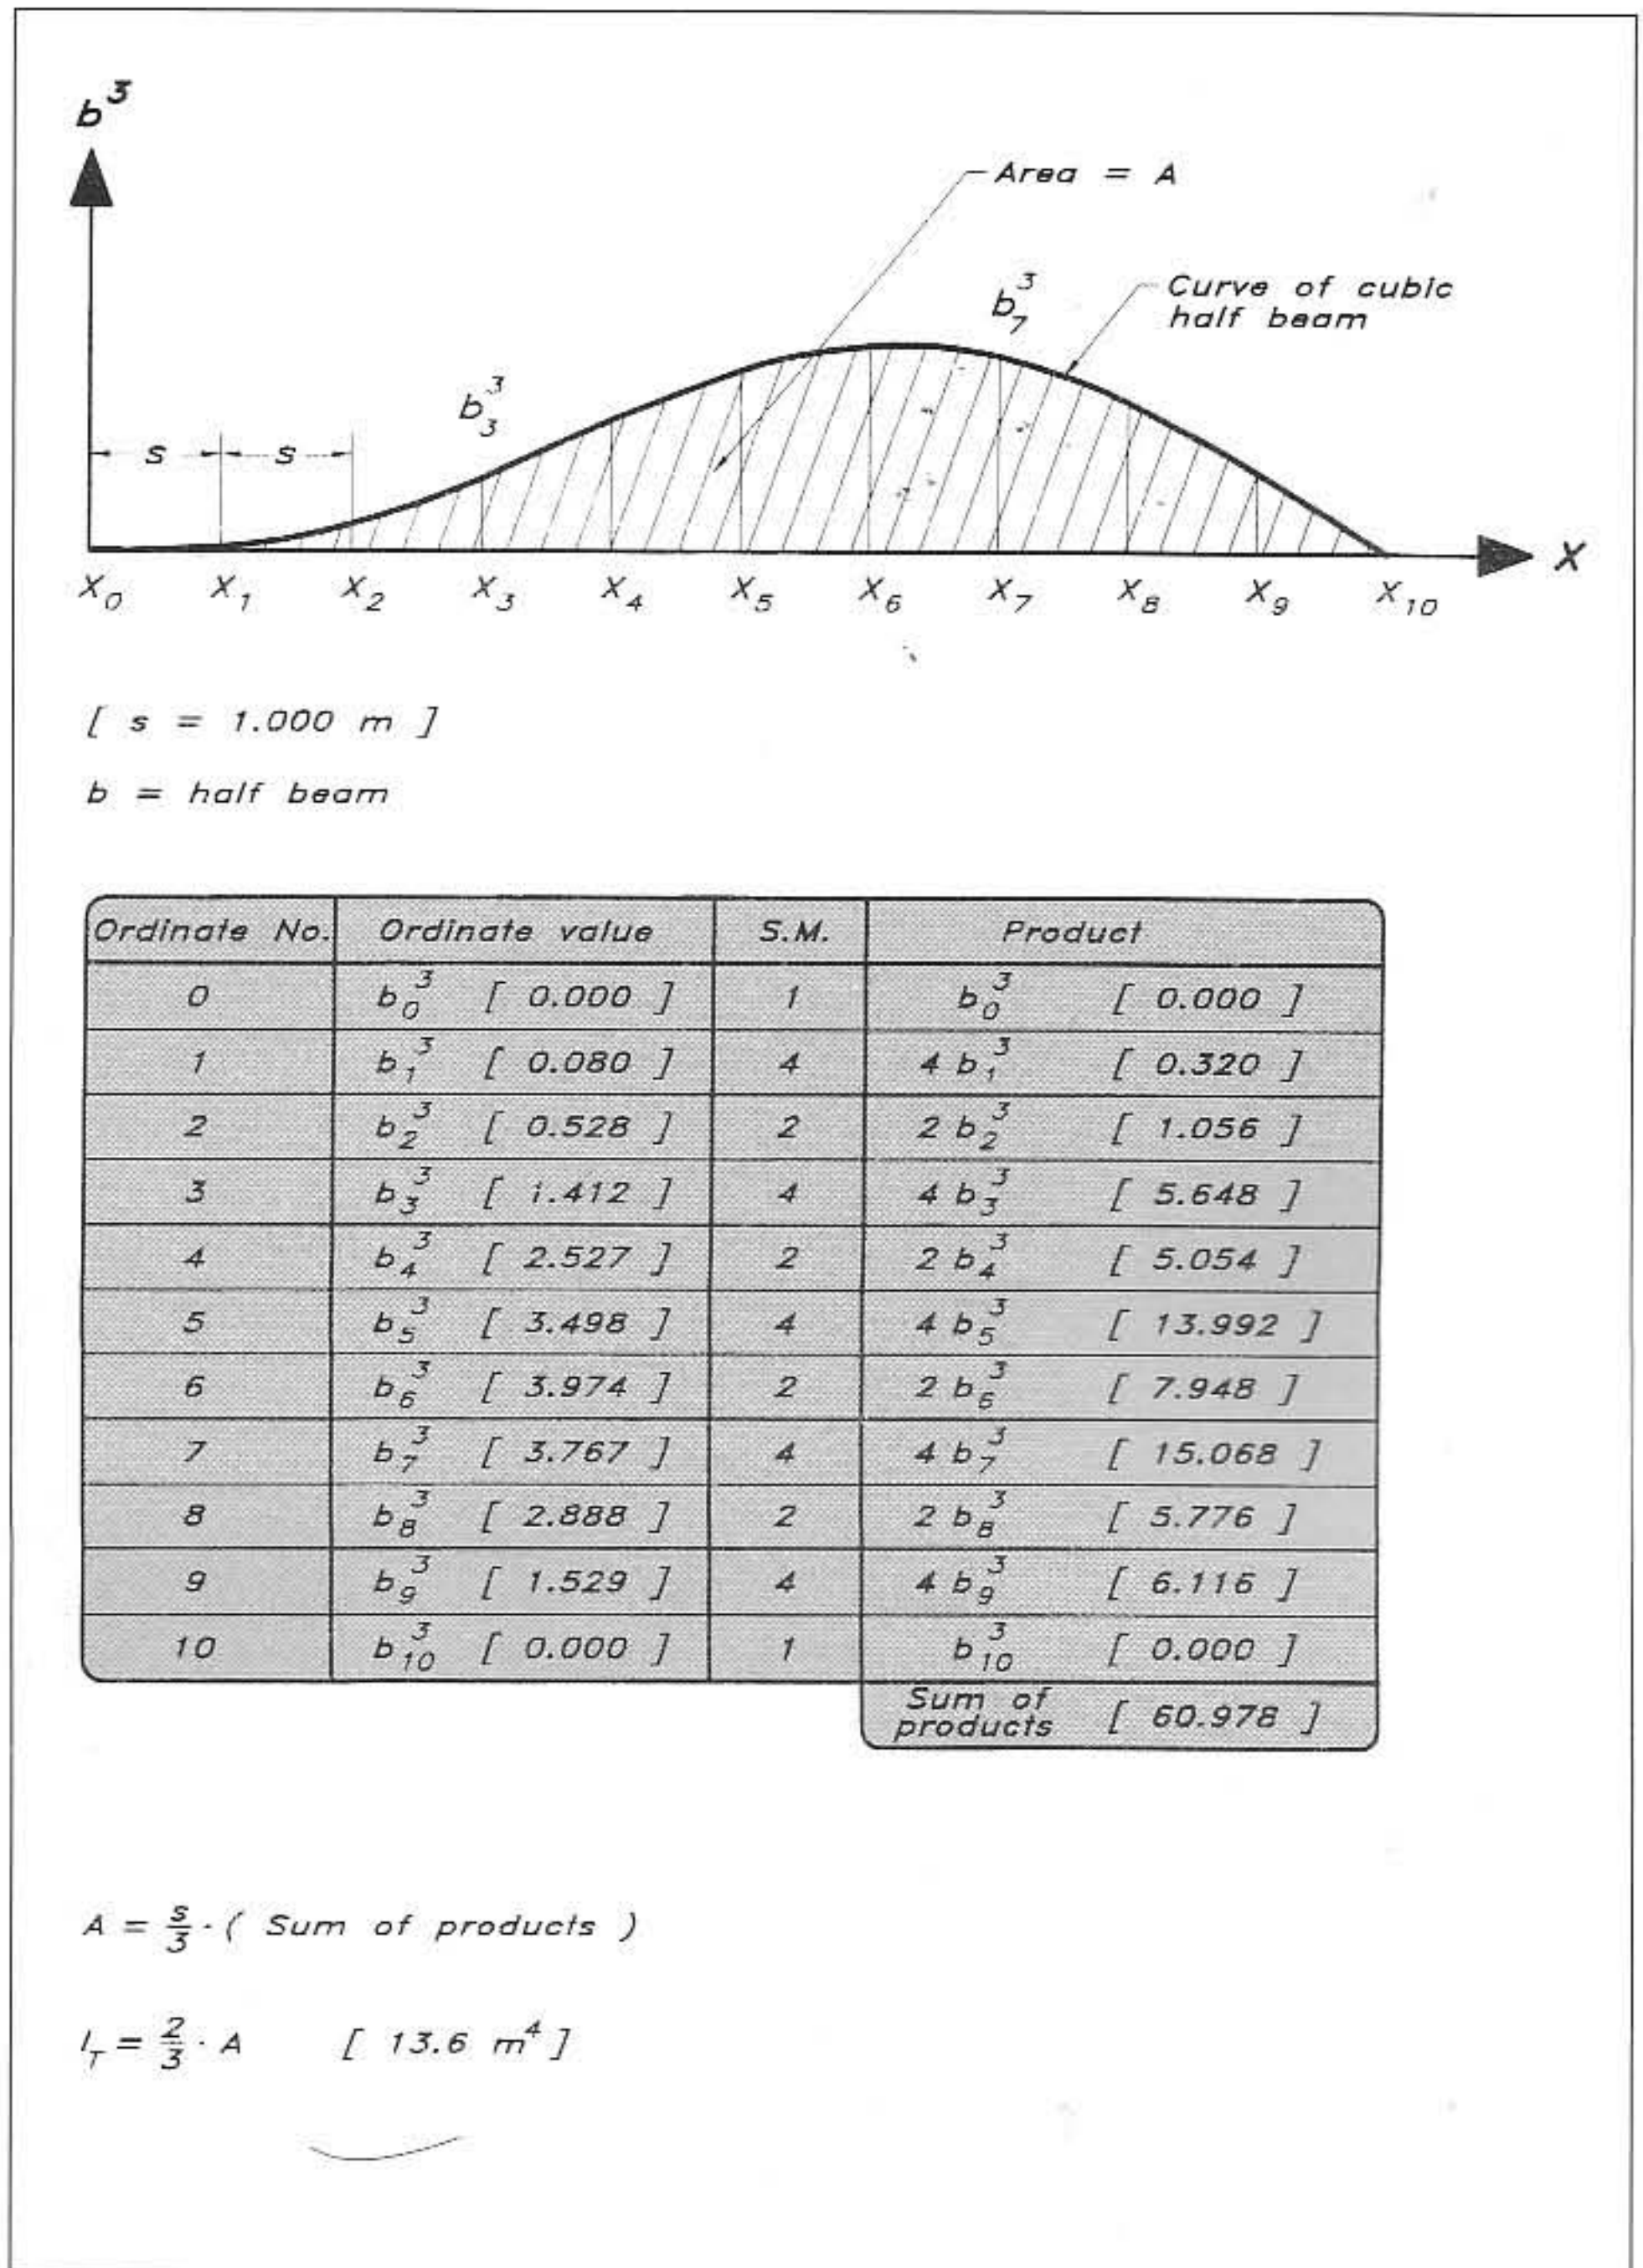 b³
Area = A
b₇³
Curve of cubic
half beam
b₃³
s s
x
x₀ x₁ x₂ x₃ x₄ x₅ x₆ x₇ x₈ x₉ x₁₀
[ s = 1.000 m ]
b = half beam
Ordinate No. Ordinate value S.M. Product
0 b₀³ [ 0.000 ] 1 b₀³ [ 0.000 ]
1 b₁³ [ 0.080 ] 4 4 b₁³ [ 0.320 ]
2 b₂³ [ 0.528 ] 2 2 b₂³ [ 1.056 ]
3 b₃³ [ 1.412 ] 4 4 b₃³ [ 5.648 ]
4 b₄³ [ 2.527 ] 2 2 b₄³ [ 5.054 ]
5 b₅³ [ 3.498 ] 4 4 b₅³ [ 13.992 ]
6 b₆³ [ 3.974 ] 2 2 b₆³ [ 7.948 ]
7 b₇³ [ 3.767 ] 4 4 b₇³ [ 15.068 ]
8 b₈³ [ 2.888 ] 2 2 b₈³ [ 5.776 ]
9 b₉³ [ 1.529 ] 4 4 b₉³ [ 6.116 ]
10 b₁₀³ [ 0.000 ] 1 b₁₀³ [ 0.000 ]
Sum of
products [ 60.978 ]
A = s/3 · ( Sum of products )
I_T = 2/3 · A [ 13.6 m⁴ ]